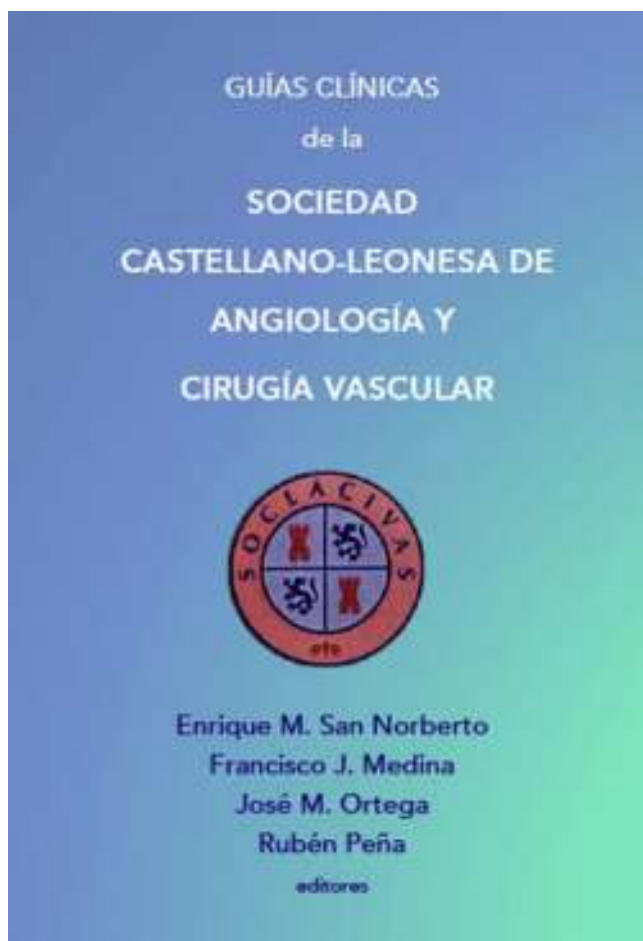 GUÍAS CLÍNICAS
de la
SOCIEDAD
CASTELLANO-LEONESA DE
ANGIOLOGÍA Y
CIRUGÍA VASCULAR
SOCLACIVAS
Enrique M. San Norberto
Francisco J. Medina
José M. Ortega
Rubén Peña
editores